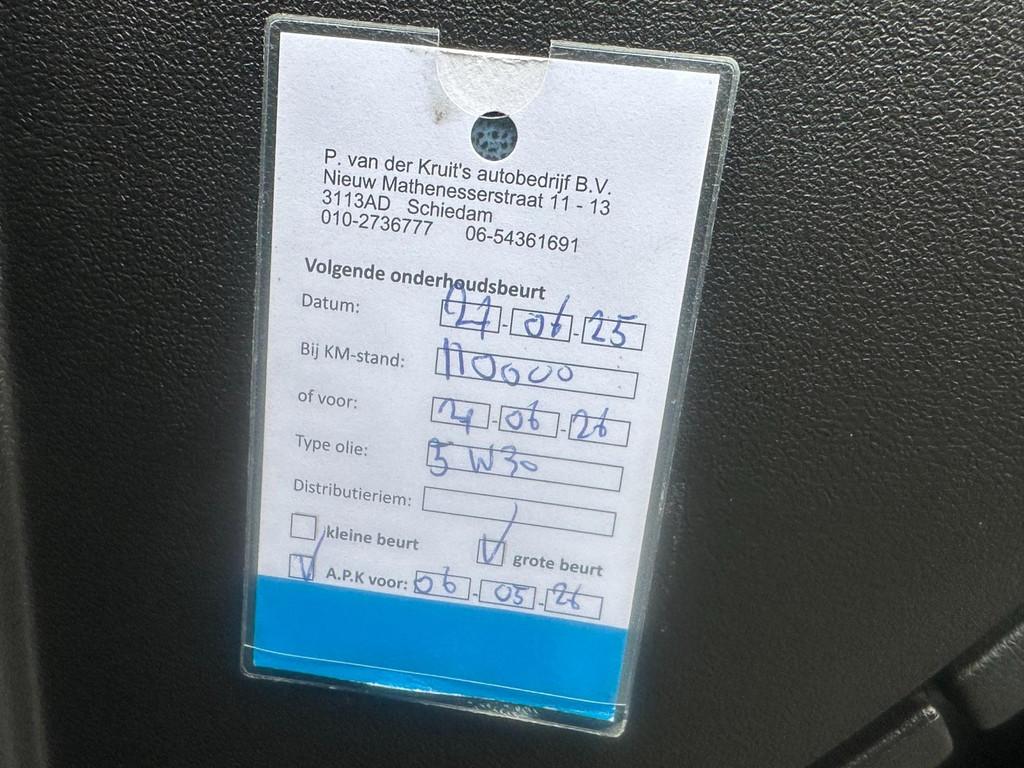 P. van der Kruit's autobedrijf B.V.
Nieuw Mathenesserstraat 11 - 13
3113AD Schiedam
010-2736777 06-54361691
Volgende onderhoudsbeurt
Datum: 27-06-25
Bij KM-stand: 110000
of voor: 06-26
Type olie: 5W30
Distributieriem:
kleine beurt V grote beurt
V A.P.K voor: 06-05-26